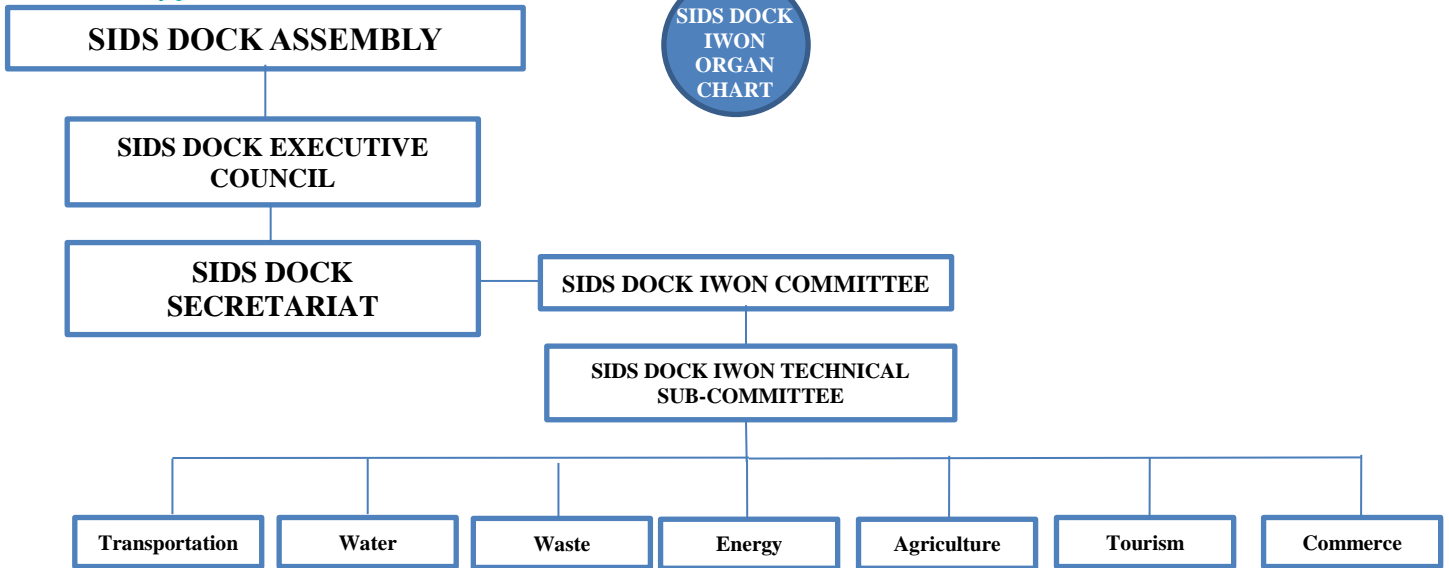 SIDS DOCK ASSEMBLY
SIDS DOCK
IWON
ORGAN
CHART
SIDS DOCK EXECUTIVE
COUNCIL
SIDS DOCK
SECRETARIAT
SIDS DOCK IWON COMMITTEE
SIDS DOCK IWON TECHNICAL
SUB-COMMITTEE
Transportation
Water
Waste
Energy
Agriculture
Tourism
Commerce